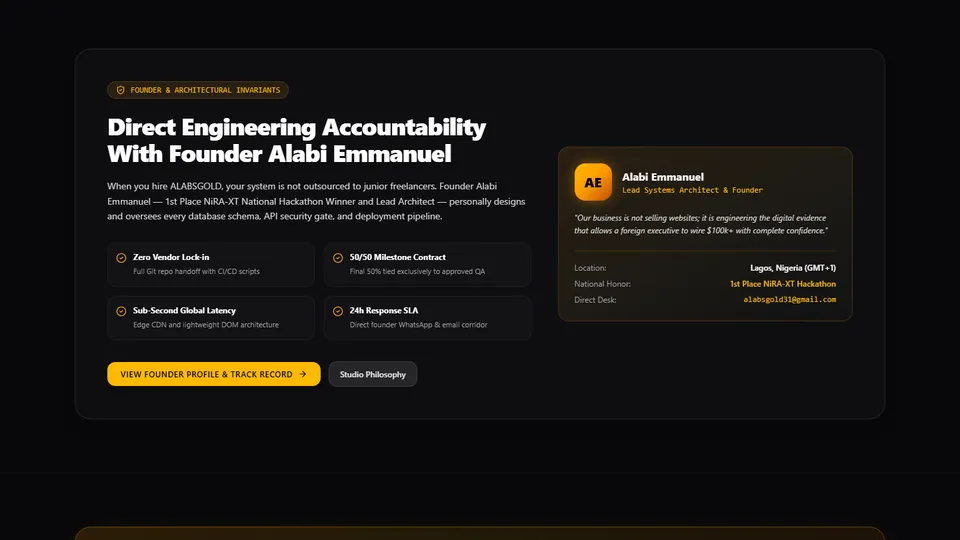 FOUNDER & ARCHITECTURAL INVARIANTS
Direct Engineering Accountability
With Founder Alabi Emmanuel
When you hire ALABSGOLD, your system is not outsourced to junior freelancers. Founder Alabi
Emmanuel — 1st Place NiRA-XT National Hackathon Winner and Lead Architect — personally designs
and oversees every database schema, API security gate, and deployment pipeline.
Zero Vendor Lock-in
Full Git repo handoff with CI/CD scripts
50/50 Milestone Contract
Final 50% tied exclusively to approved QA
Sub-Second Global Latency
Edge CDN and lightweight DOM architecture
24h Response SLA
Direct founder WhatsApp & email corridor
VIEW FOUNDER PROFILE & TRACK RECORD →
Studio Philosophy
AE
Alabi Emmanuel
Lead Systems Architect & Founder
"Our business is not selling websites; it is engineering the digital evidence
that allows a foreign executive to wire $100k+ with complete confidence."
Location: Lagos, Nigeria (GMT+1)
National Honor: 1st Place NiRA-XT Hackathon
Direct Desk: alabsgold31@gmail.com